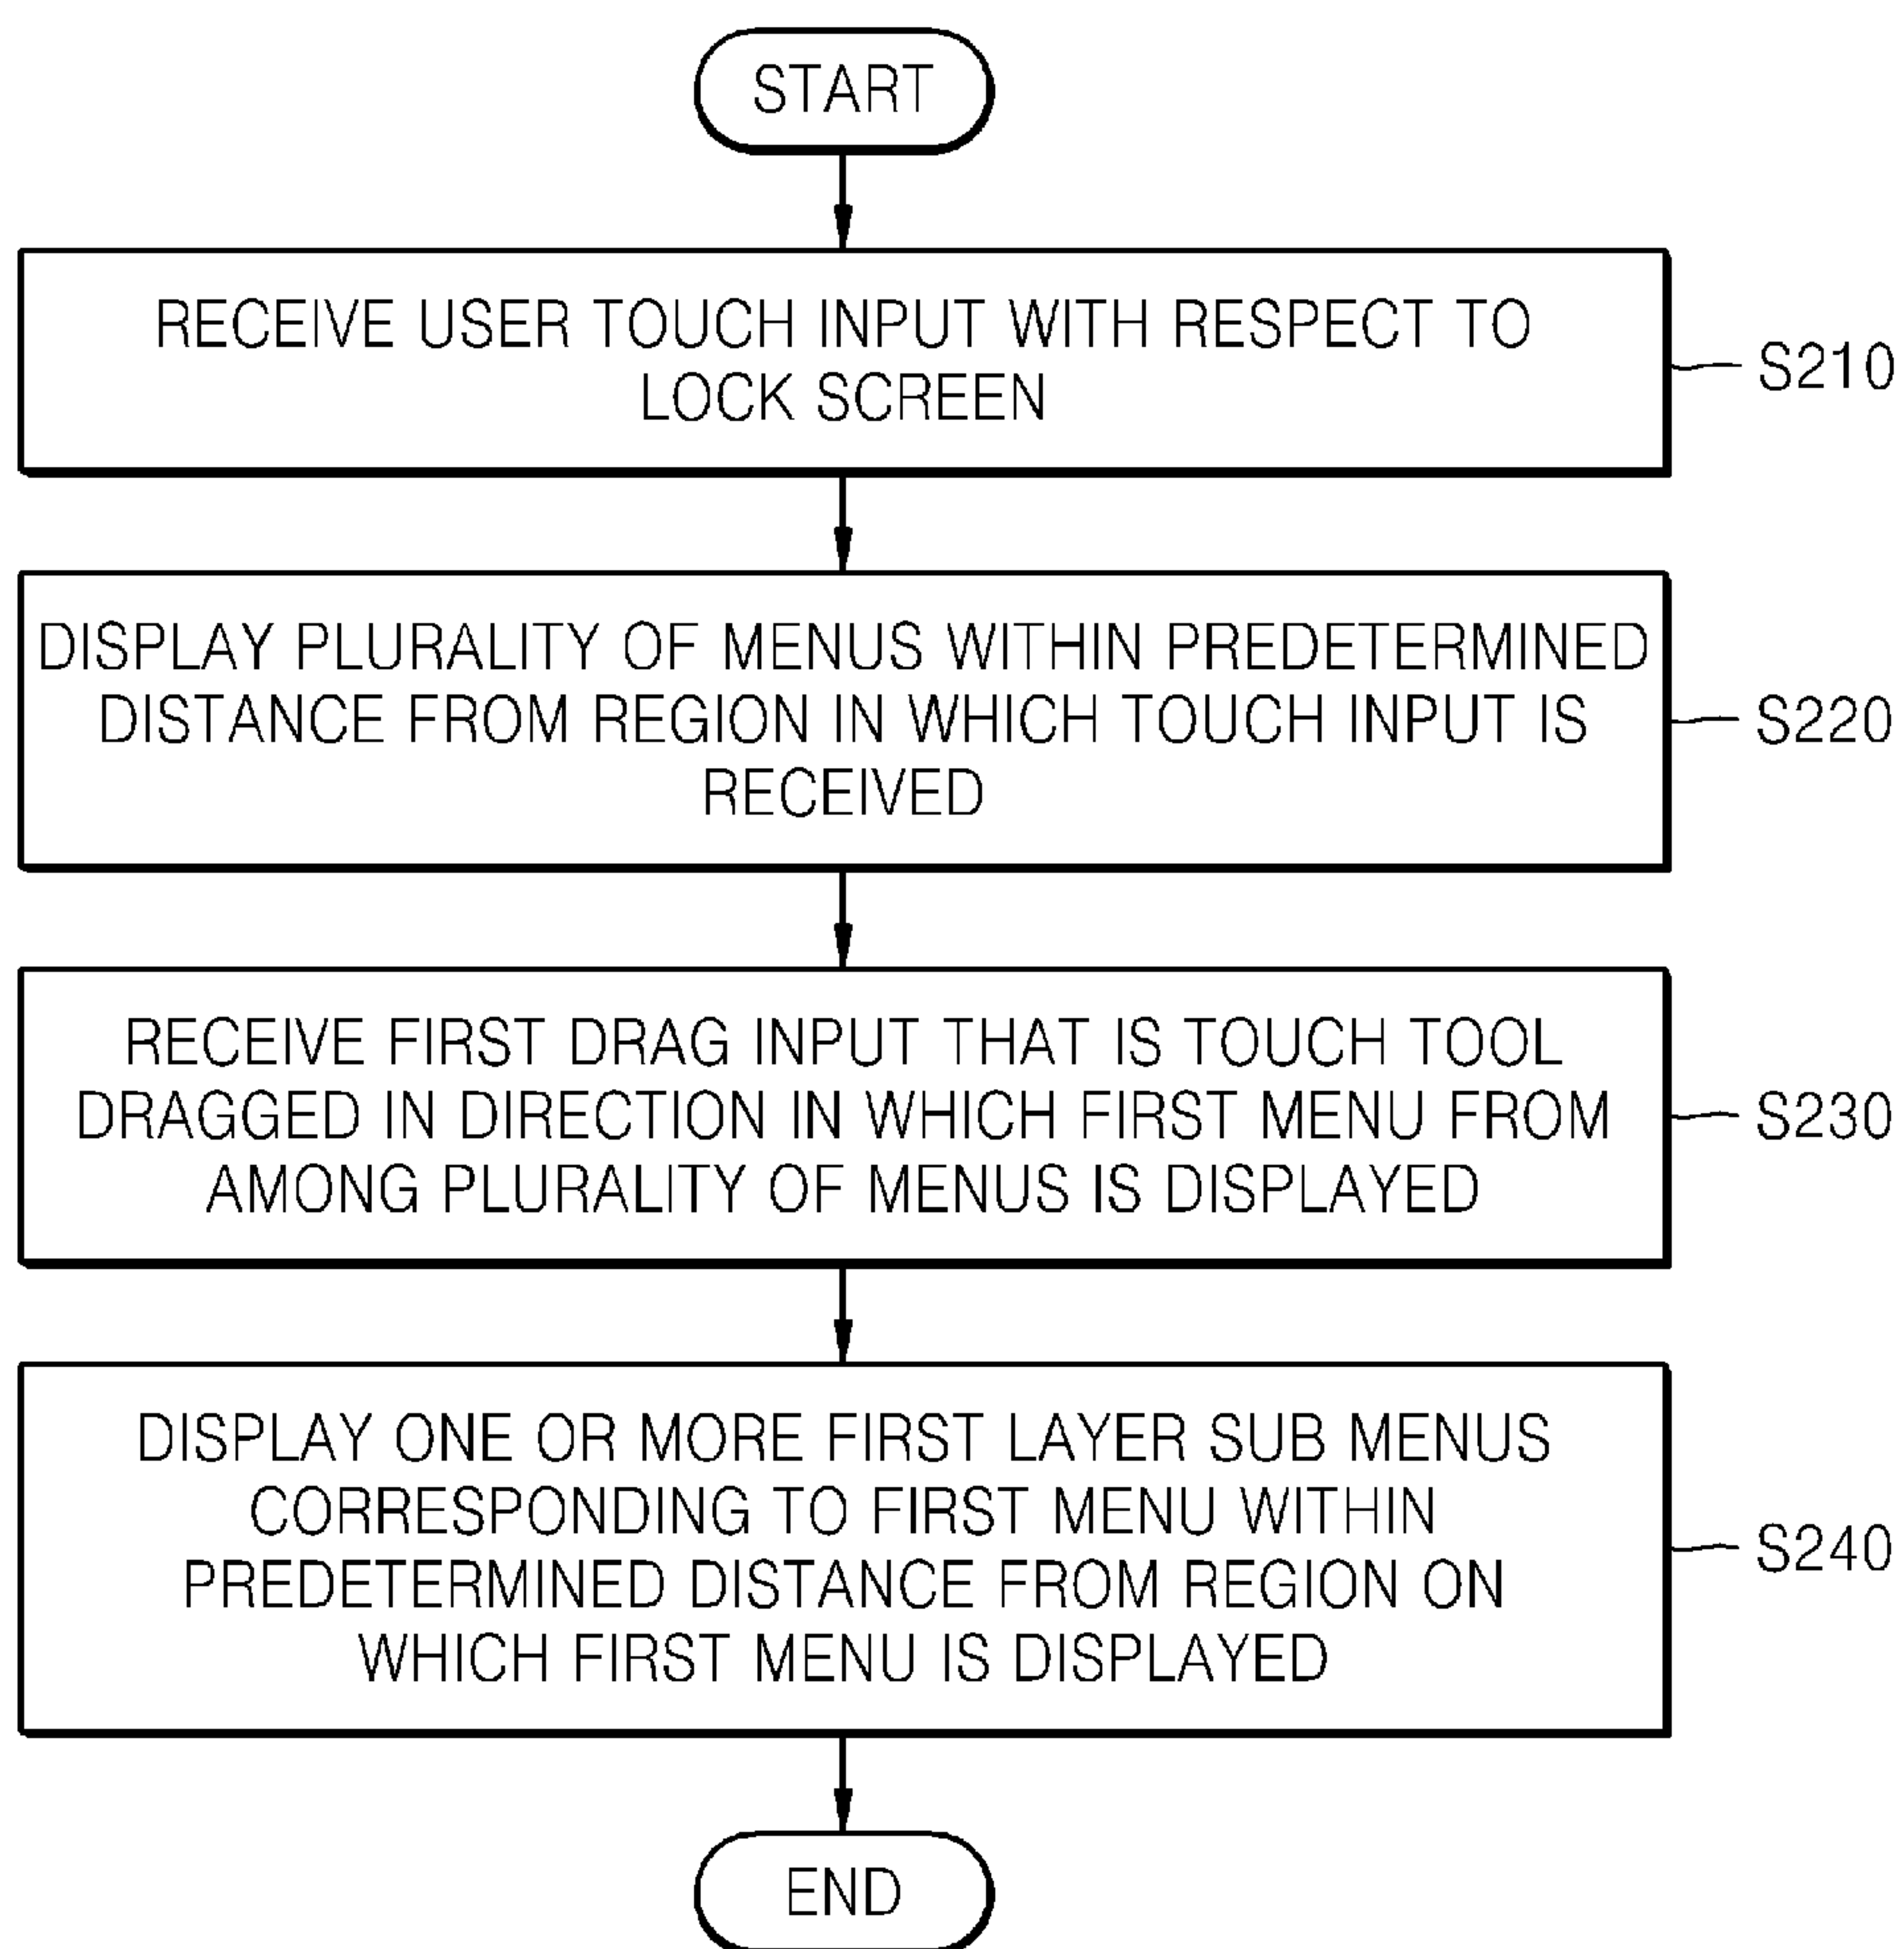 START
RECEIVE USER TOUCH INPUT WITH RESPECT TO
LOCK SCREEN
S210
DISPLAY PLURALITY OF MENUS WITHIN PREDETERMINED
DISTANCE FROM REGION IN WHICH TOUCH INPUT IS
RECEIVED
S220
RECEIVE FIRST DRAG INPUT THAT IS TOUCH TOOL
DRAGGED IN DIRECTION IN WHICH FIRST MENU FROM
AMONG PLURALITY OF MENUS IS DISPLAYED
S230
DISPLAY ONE OR MORE FIRST LAYER SUB MENUS
CORRESPONDING TO FIRST MENU WITHIN
PREDETERMINED DISTANCE FROM REGION ON
WHICH FIRST MENU IS DISPLAYED
S240
END